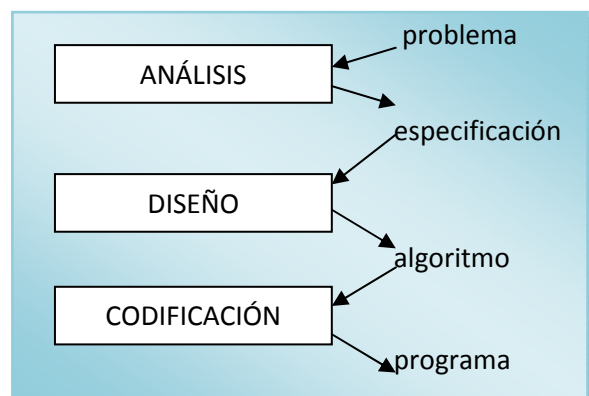 problema
ANÁLISIS
especificación
DISEÑO
algoritmo
CODIFICACIÓN
programa